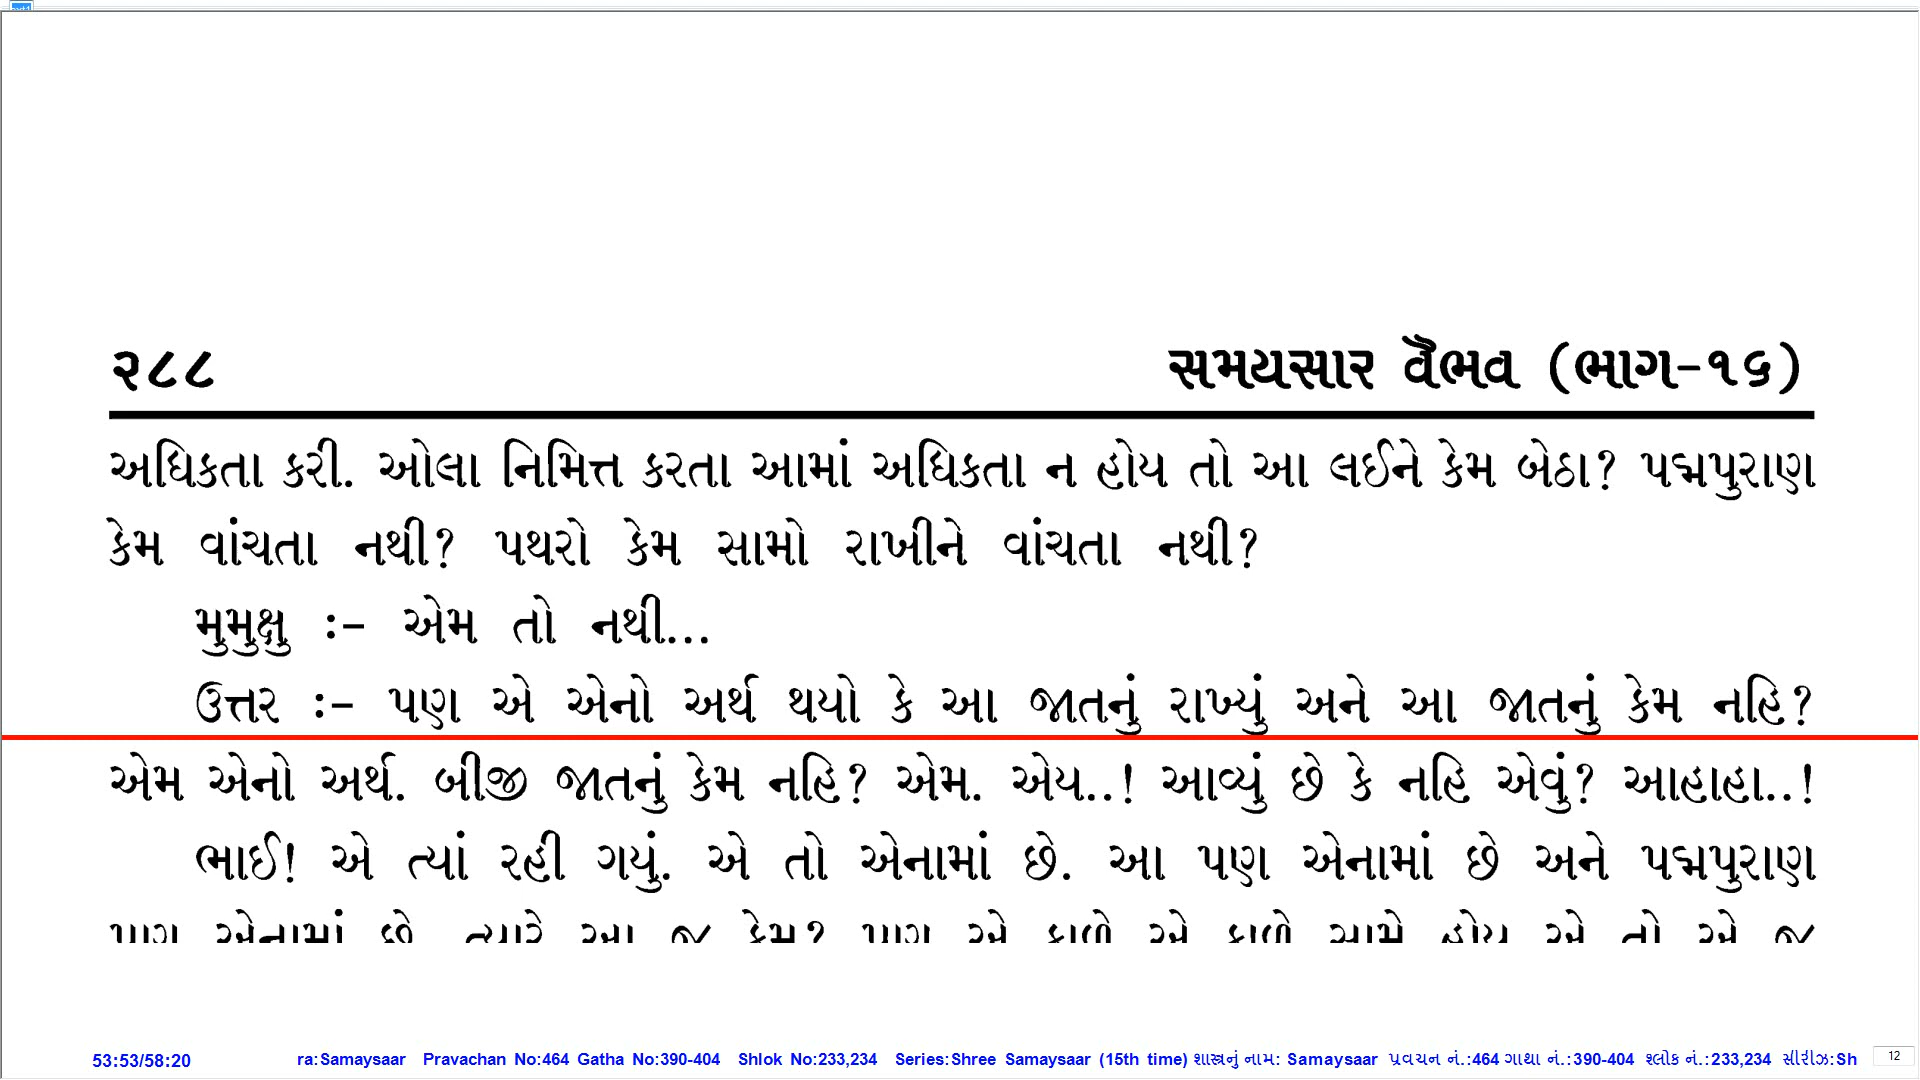 ૨૮૮ સમયસાર વૈભવ (ભાગ-૧૬)
અધિકતા કરી. ઓલા નિમિત્ત કરતા આમાં અધિકતા ન હોય તો આ લઈને કેમ બેઠા? પદ્મપુરાણ
કેમ વાંચતા નથી? પથરો કેમ સામો રાખીને વાંચતા નથી?
મુમુક્ષુ :- એમ તો નથી...
ઉત્તર :- પણ એ એનો અર્થ થયો કે આ જાતનું રાખ્યું અને આ જાતનું કેમ નહિ?
એમ એનો અર્થ. બીજી જાતનું કેમ નહિ? એમ. એય..! આવ્યું છે કે નહિ એવું? આહાહા..!
ભાઈ! એ ત્યાં રહી ગયું. એ તો એનામાં છે. આ પણ એનામાં છે અને પદ્મપુરાણ
પણ એનામાં છે. ત્યારે આ જ કેમ? પણ એ કાળે એ કાળે સામે હોય એ તો એ જ
53:53/58:20 ra:Samaysaar Pravachan No:464 Gatha No:390-404 Shlok No:233,234 Series:Shree Samaysaar (15th time) શાસ્ત્રનું નામ: Samaysaar પ્રવચન નં.:464 ગાથા નં.:390-404 શ્લોક નં.:233,234 સીરીઝ:Sh 12